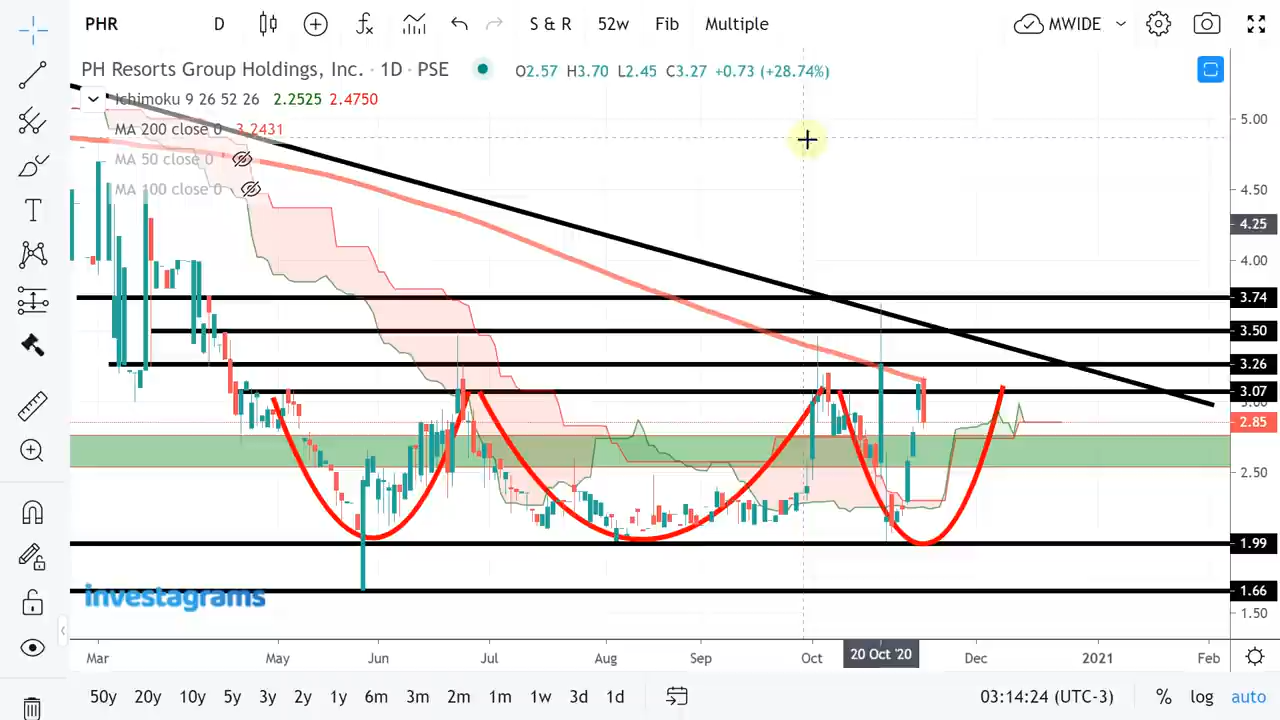 PHR D S & R 52w Fib Multiple MWIDE
PH Resorts Group Holdings, Inc. · 1D · PSE O2.57 H3.70 L2.45 C3.27 +0.73 (+28.74%)
Ichimoku 9 26 52 26 2.2525 2.4750
MA 200 close 0 3.2431
MA 50 close 0
MA 100 close 0
5.00
4.50
4.25
4.00
3.74
3.50
3.26
3.07
3.00
2.85
2.50
1.99
1.66
1.50
investagrams
Mar May Jun Jul Aug Sep Oct 20 Oct '20 Dec 2021 Feb
50y 20y 10y 5y 3y 2y 1y 6m 3m 2m 1m 1w 3d 1d 03:14:24 (UTC-3) % log auto